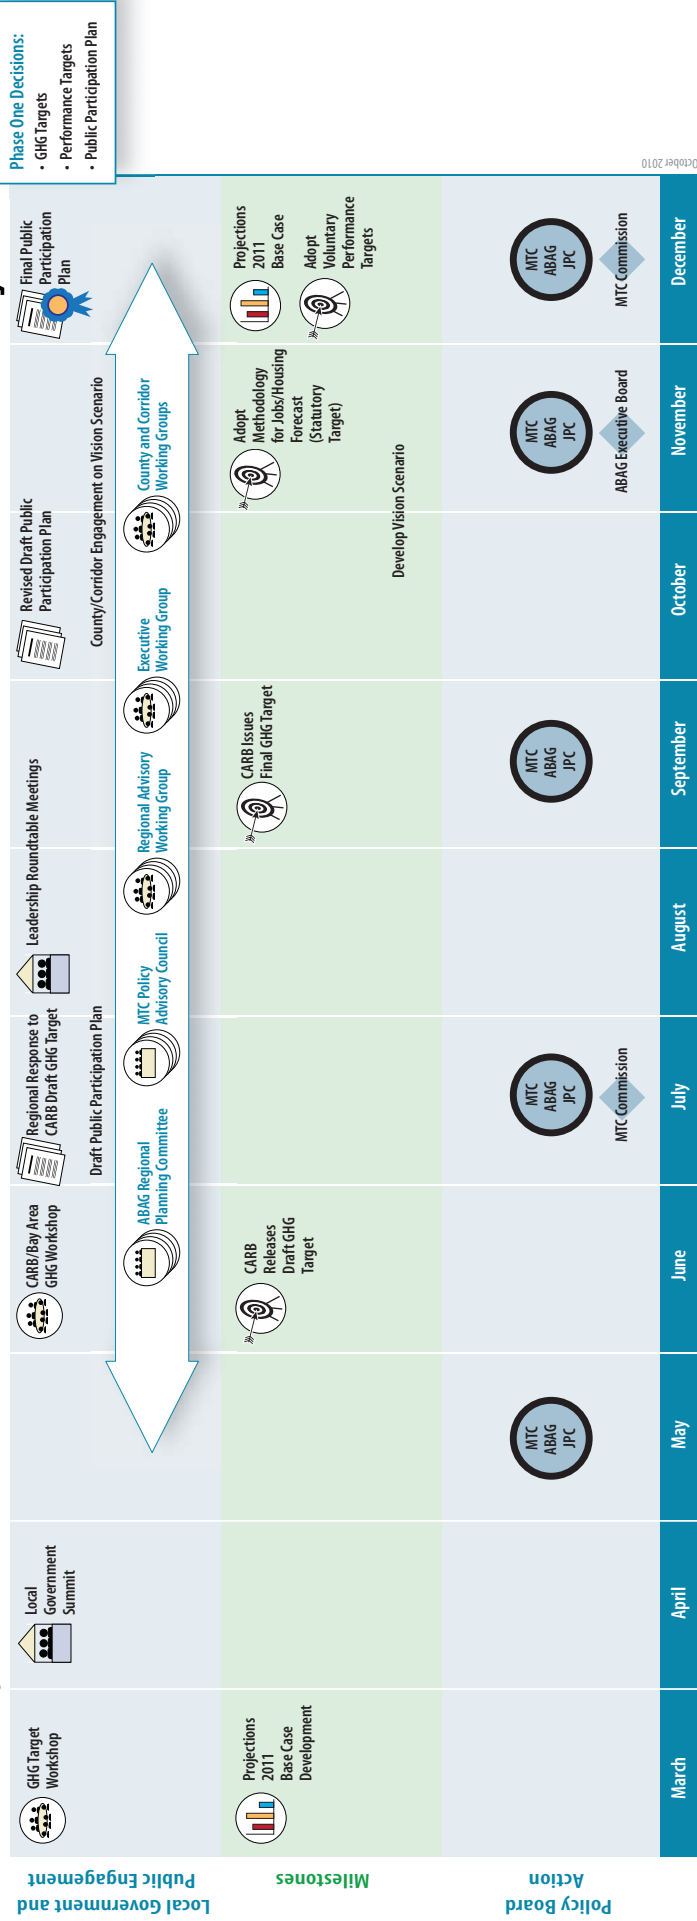 Phase One Decisions:
• GHG Targets
• Performance Targets
• Public Participation Plan
Local Government and
Public Engagement
GHG Target
Workshop
Local
Government
Summit
CARB/Bay Area
GHG Workshop
Regional Response to
CARB Draft GHG Target
Leadership Roundtable Meetings
Revised Draft Public
Participation Plan
Final Public
Participation
Plan
Draft Public Participation Plan
County/Corridor Engagement on Vision Scenario
ABAG Regional
Planning Committee
MTC Policy
Advisory Council
Regional Advisory
Working Group
Executive
Working Group
County and Corridor
Working Groups
Milestones
Projections
2011
Base Case
Development
CARB
Releases
Draft GHG
Target
CARB Issues
Final GHG Target
Adopt
Methodology
for Jobs/Housing
Forecast
(Statutory
Target)
Projections
2011
Base Case
Adopt
Voluntary
Performance
Targets
Develop Vision Scenario
Policy Board
Action
MTC
ABAG
JPC
MTC
ABAG
JPC
MTC Commission
MTC
ABAG
JPC
MTC
ABAG
JPC
ABAG Executive Board
MTC
ABAG
JPC
MTC Commission
March
April
May
June
July
August
September
October
November
December
October 2010